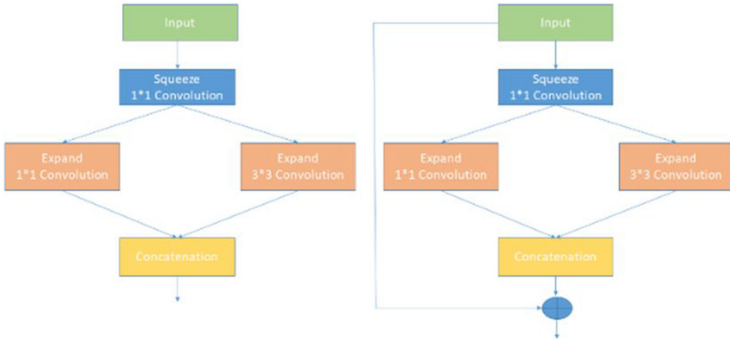 Input
Squeeze
1*1 Convolution
Expand
1*1 Convolution
Expand
3*3 Convolution
Concatenation
Input
Squeeze
1*1 Convolution
Expand
1*1 Convolution
Expand
3*3 Convolution
Concatenation